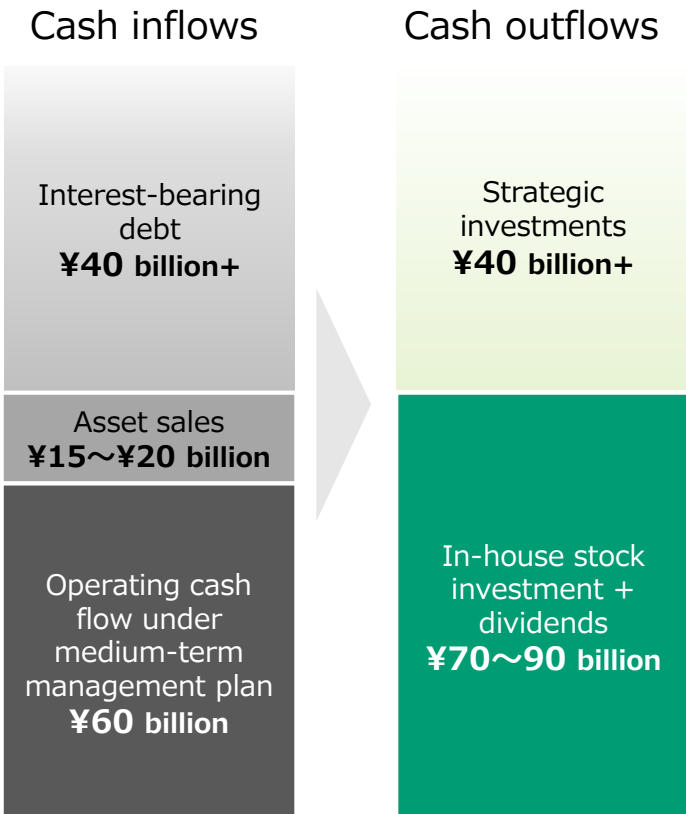 Cash inflows
Interest-bearing
debt
¥40 billion+
Asset sales
¥15～¥20 billion
Operating cash
flow under
medium-term
management plan
¥60 billion
Cash outflows
Strategic
investments
¥40 billion+
In-house stock
investment +
dividends
¥70～90 billion